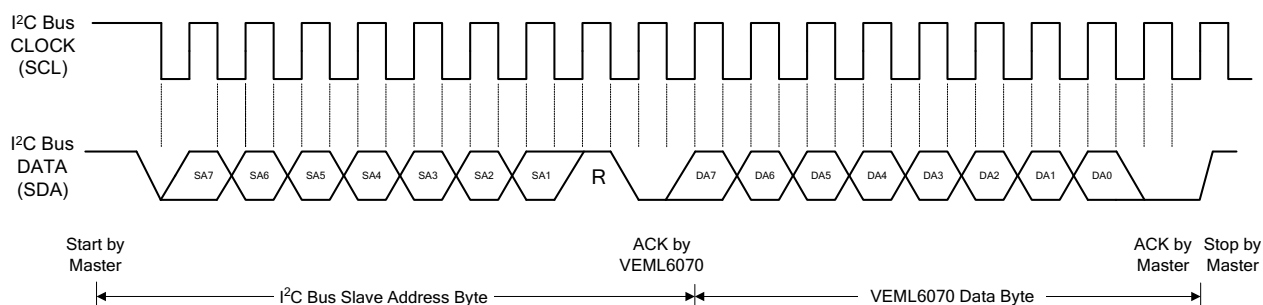 I²C Bus
CLOCK
(SCL)
I²C Bus
DATA
(SDA)
SA7 SA6 SA5 SA4 SA3 SA2 SA1 R DA7 DA6 DA5 DA4 DA3 DA2 DA1 DA0
Start by
Master
ACK by
VEML6070
ACK by
Master
Stop by
Master
I²C Bus Slave Address Byte
VEML6070 Data Byte